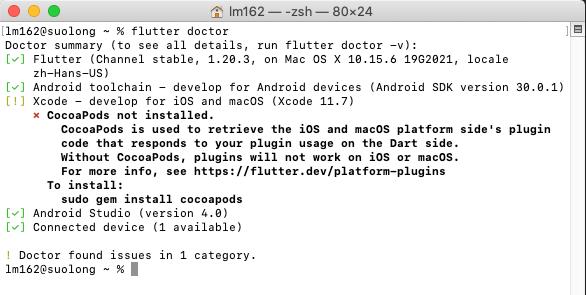 lm162 — -zsh — 80×24
[lm162@suolong ~ % flutter doctor ]
Doctor summary (to see all details, run flutter doctor -v):
[✓] Flutter (Channel stable, 1.20.3, on Mac OS X 10.15.6 19G2021, locale
zh-Hans-US)
[✓] Android toolchain - develop for Android devices (Android SDK version 30.0.1)
[!] Xcode - develop for iOS and macOS (Xcode 11.7)
✗ CocoaPods not installed.
CocoaPods is used to retrieve the iOS and macOS platform side's plugin
code that responds to your plugin usage on the Dart side.
Without CocoaPods, plugins will not work on iOS or macOS.
For more info, see https://flutter.dev/platform-plugins
To install:
sudo gem install cocoapods
[✓] Android Studio (version 4.0)
[✓] Connected device (1 available)
! Doctor found issues in 1 category.
lm162@suolong ~ %